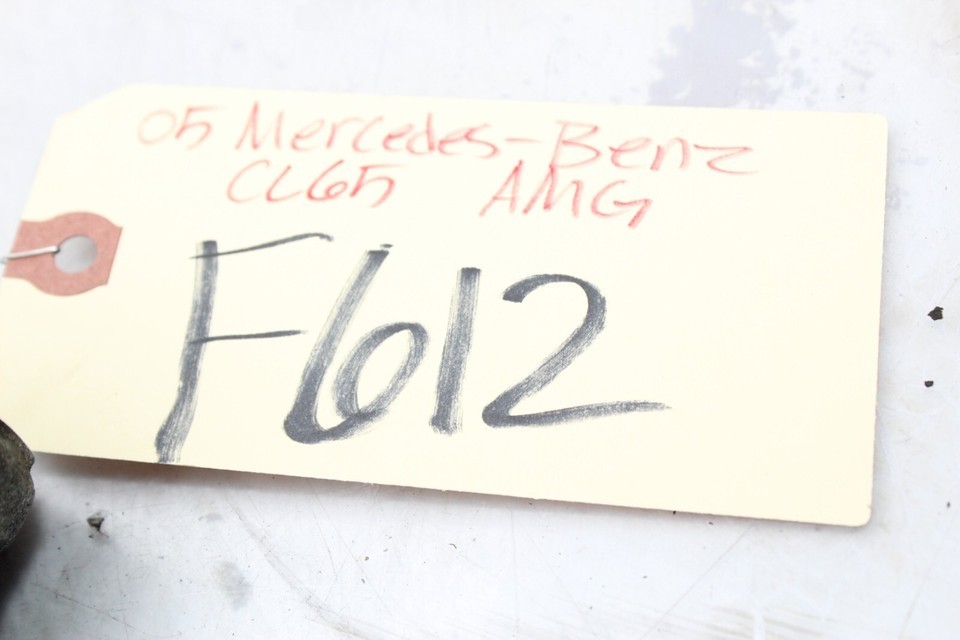 05 Mercedes-Benz
CL65 AMG
F612